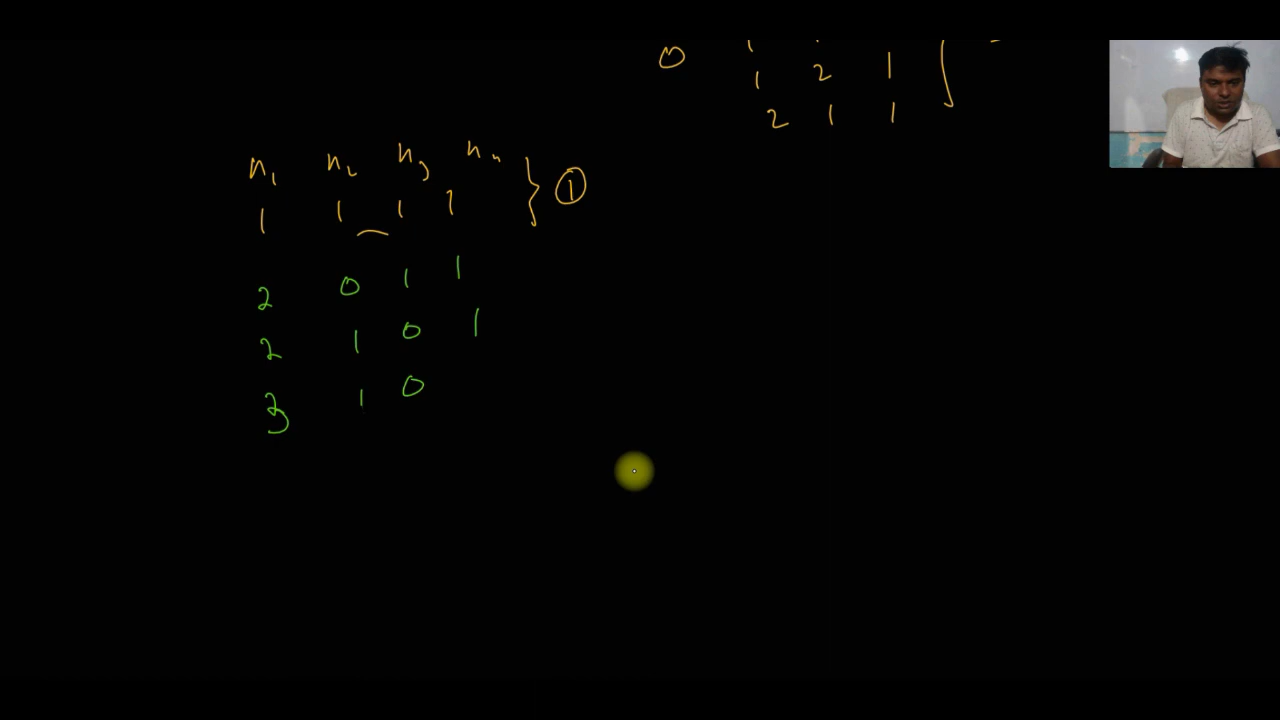 0 1 2 1
2 1 1
n₁ n₂ n₃ nₙ
1 1 1 1 } ①
2 0 1 1
2 1 0 1
3 1 0